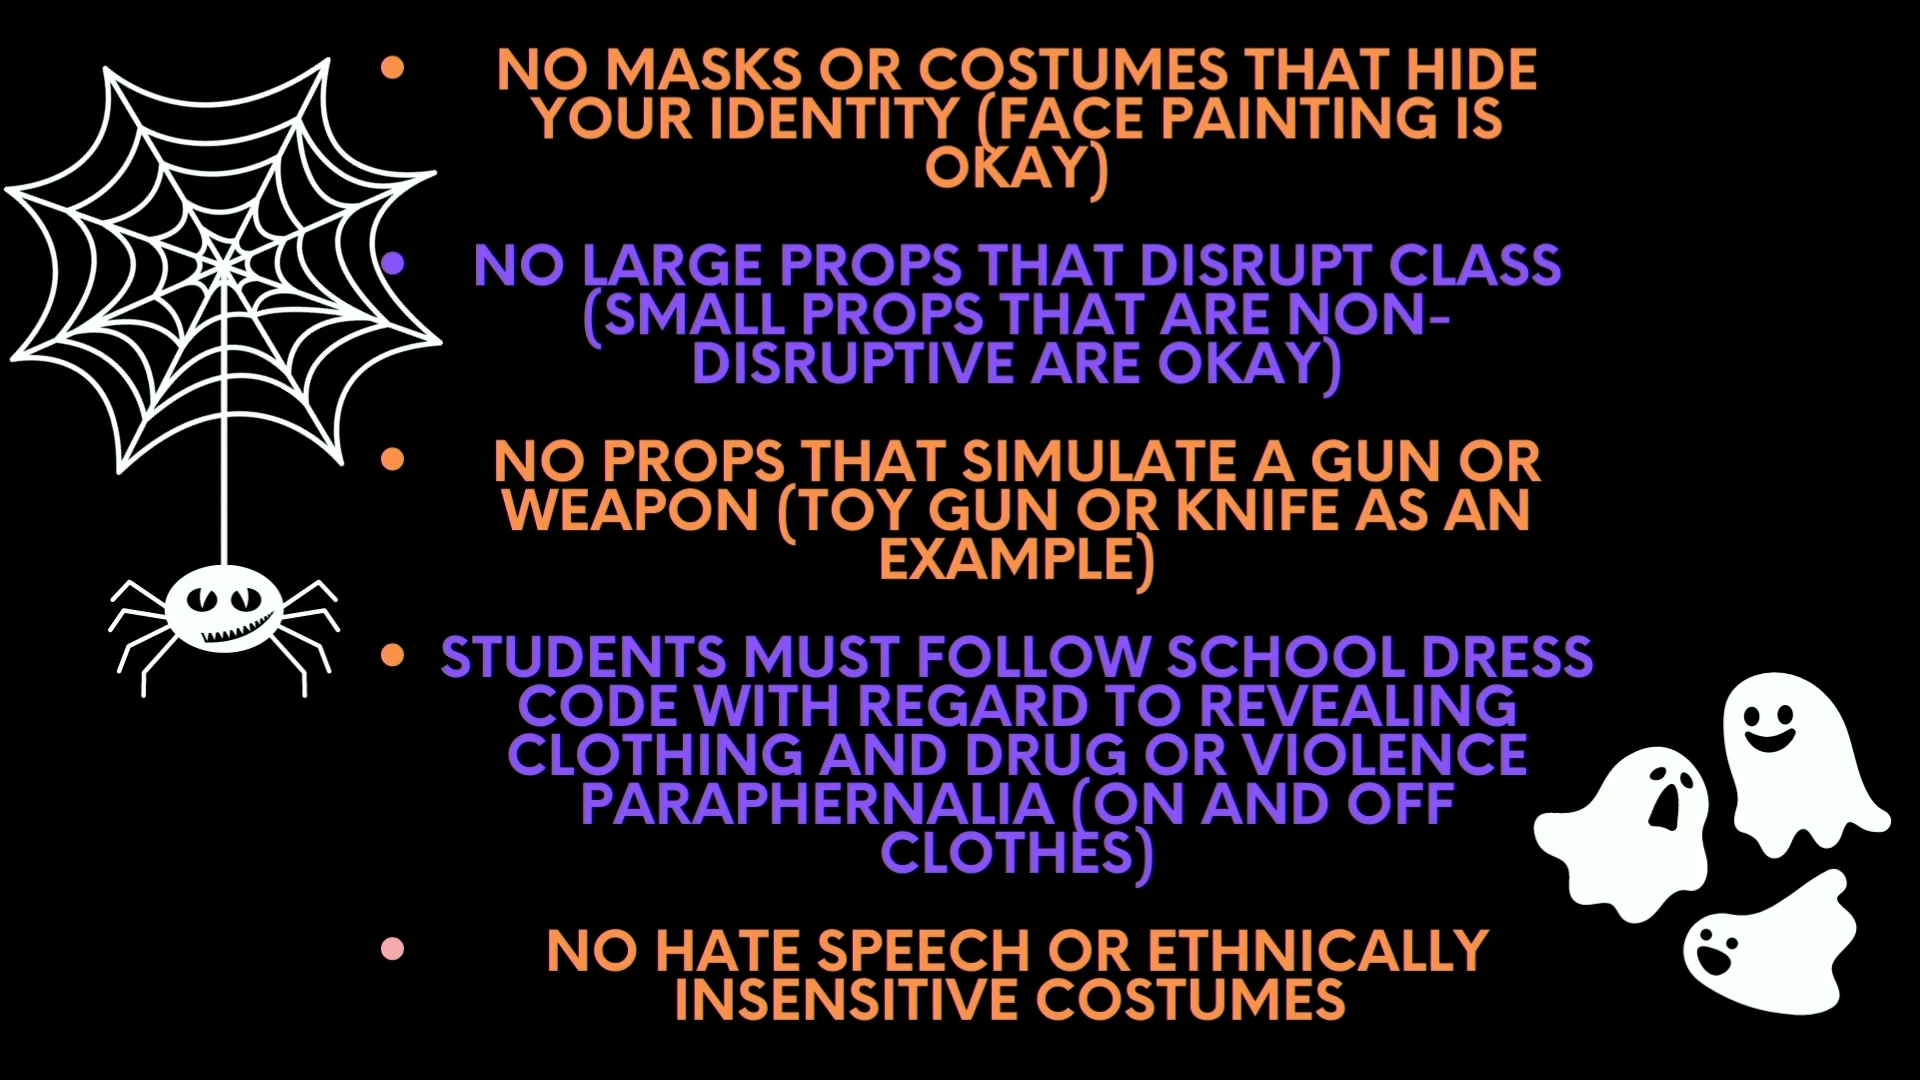 NO MASKS OR COSTUMES THAT HIDE
YOUR IDENTITY (FACE PAINTING IS
OKAY)
NO LARGE PROPS THAT DISRUPT CLASS
(SMALL PROPS THAT ARE NON-
DISRUPTIVE ARE OKAY)
NO PROPS THAT SIMULATE A GUN OR
WEAPON (TOY GUN OR KNIFE AS AN
EXAMPLE)
STUDENTS MUST FOLLOW SCHOOL DRESS
CODE WITH REGARD TO REVEALING
CLOTHING AND DRUG OR VIOLENCE
PARAPHERNALIA (ON AND OFF
CLOTHES)
NO HATE SPEECH OR ETHNICALLY
INSENSITIVE COSTUMES